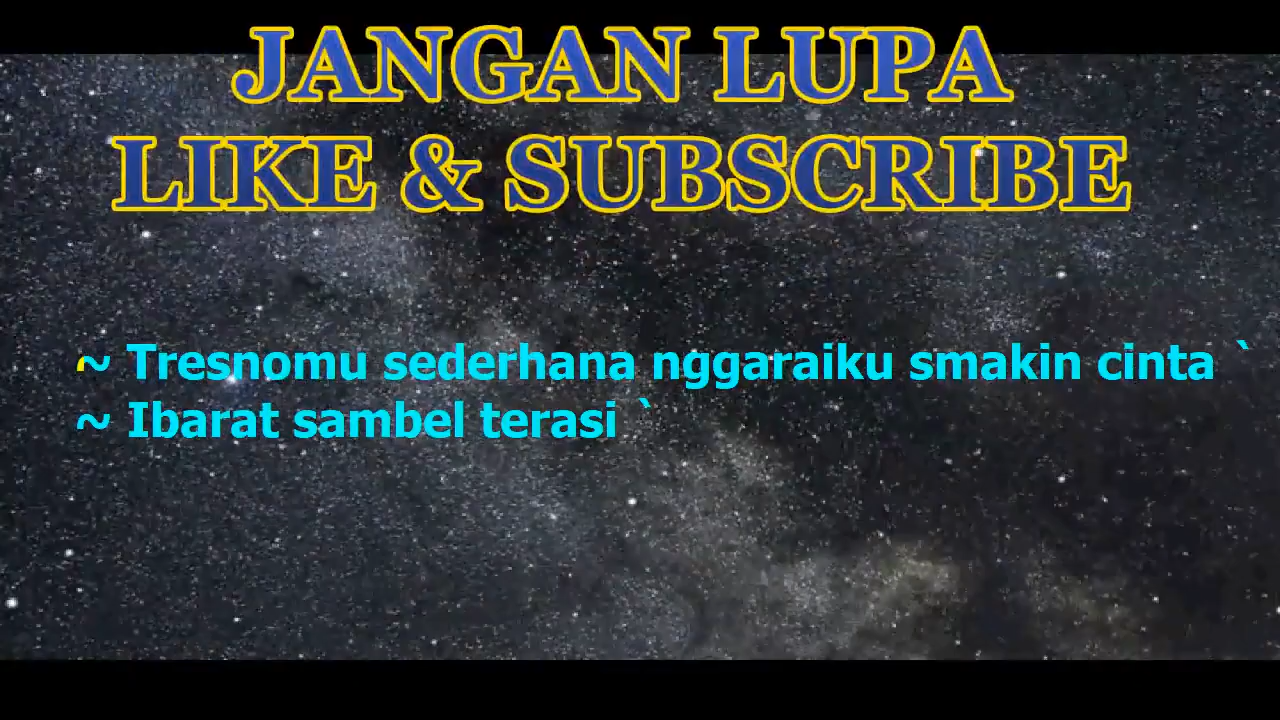 JANGAN LUPA
LIKE & SUBSCRIBE
~ Tresnomu sederhana nggaraiku smakin cinta `
~ Ibarat sambel terasi `